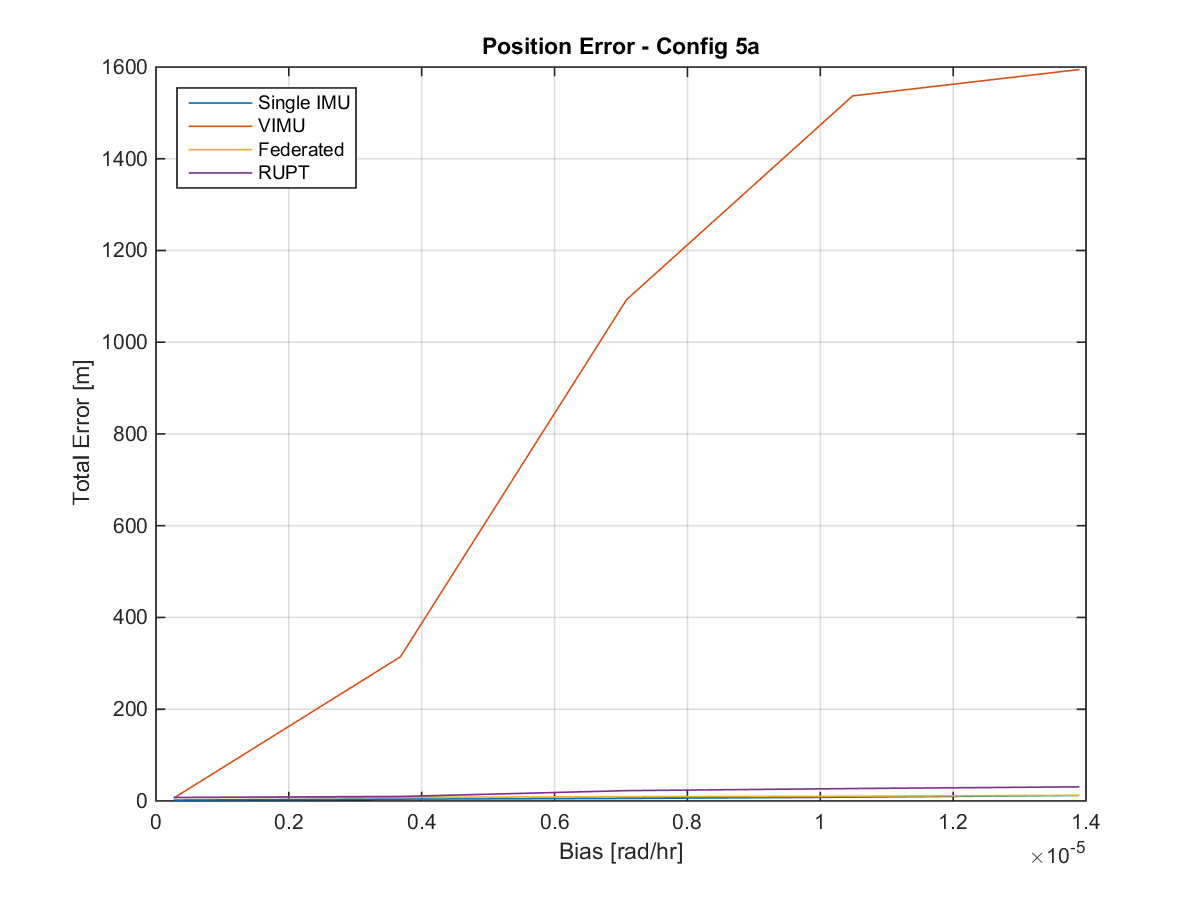 Position Error - Config 5a
1600
1400
1200
1000
800
600
400
200
0
Total Error [m]
Single IMU
VIMU
Federated
RUPT
0 0.2 0.4 0.6 0.8 1 1.2 1.4
Bias [rad/hr]
×10⁻⁵